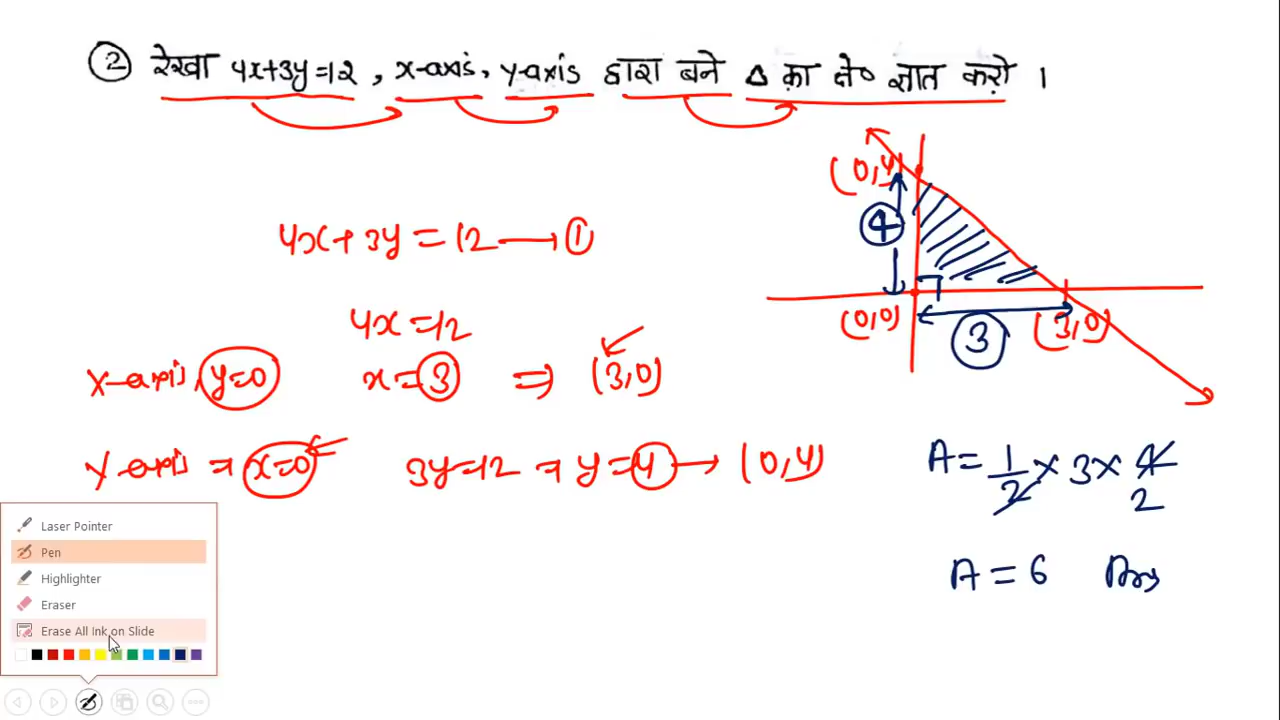 ② रेखा 4x+3y=12, x-axis, y-axis द्वारा बने Δ का क्षे० ज्ञात करो ।
(0,4)
4
4x+3y=12 → ①
(0,0)
3
(3,0)
4x=12
x-axis, y=0 x=3 ⇒ (3,0)
y-axis → x=0 3y=12 → y=4 → (0,4)
A=1/2×3×4
2
A=6 Ans
Laser Pointer
Pen
Highlighter
Eraser
Erase All Ink on Slide